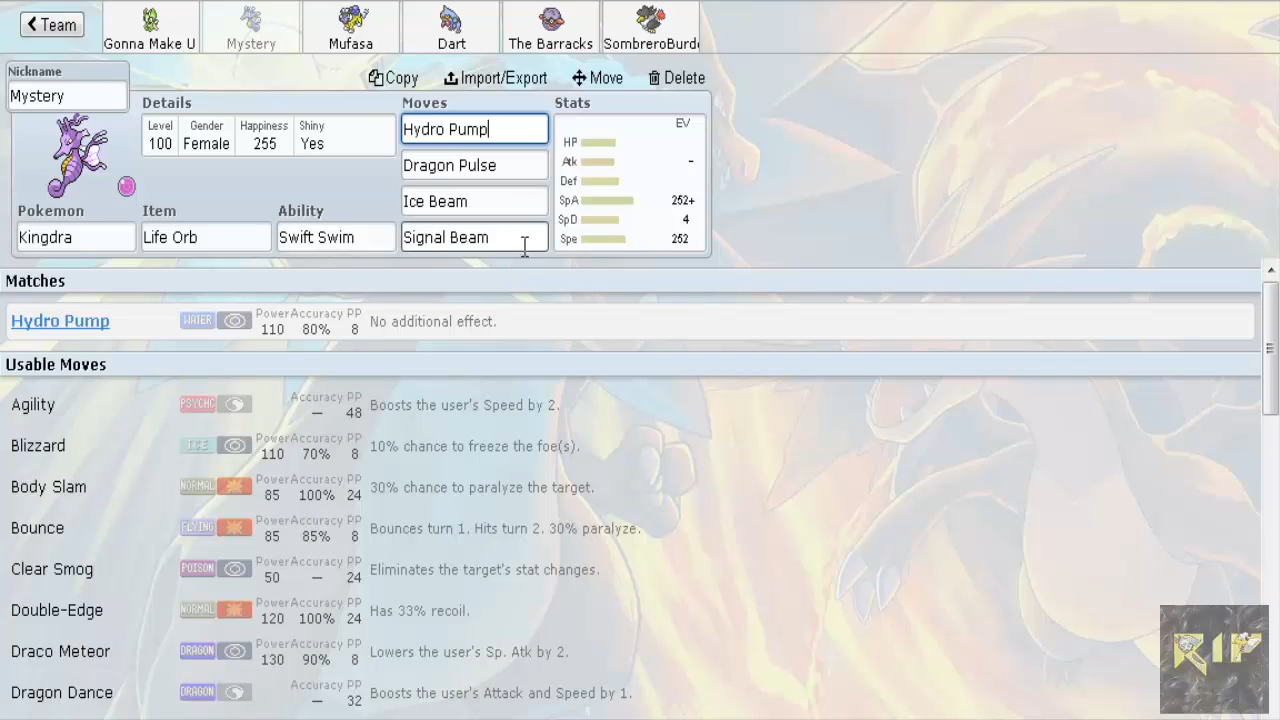 Team
Gonna Make U
Mystery
Mufasa
Dart
The Barracks
SombreroBurd
Nickname
Mystery
Copy Import/Export Move Delete
Details
Level Gender Happiness Shiny
100 Female 255 Yes
Moves
Hydro Pump
Dragon Pulse
Ice Beam
Signal Beam
Stats
EV
HP
Atk -
Def
SpA 252+
SpD 4
Spe 252
Pokemon Item Ability
Kingdra Life Orb Swift Swim
Matches
Hydro Pump WATER Power 110 Accuracy 80% PP 8 No additional effect.
Usable Moves
Agility PSYCHC Accuracy — PP 48 Boosts the user's Speed by 2.
Blizzard ICE Power 110 Accuracy 70% PP 8 10% chance to freeze the foe(s).
Body Slam NORMAL Power 85 Accuracy 100% PP 24 30% chance to paralyze the target.
Bounce FLYING Power 85 Accuracy 85% PP 8 Bounces turn 1. Hits turn 2. 30% paralyze.
Clear Smog POISON Power 50 Accuracy — PP 24 Eliminates the target's stat changes.
Double-Edge NORMAL Power 120 Accuracy 100% PP 24 Has 33% recoil.
Draco Meteor DRAGON Power 130 Accuracy 90% PP 8 Lowers the user's Sp. Atk by 2.
Dragon Dance DRAGON Accuracy — PP 32 Boosts the user's Attack and Speed by 1.
RIP